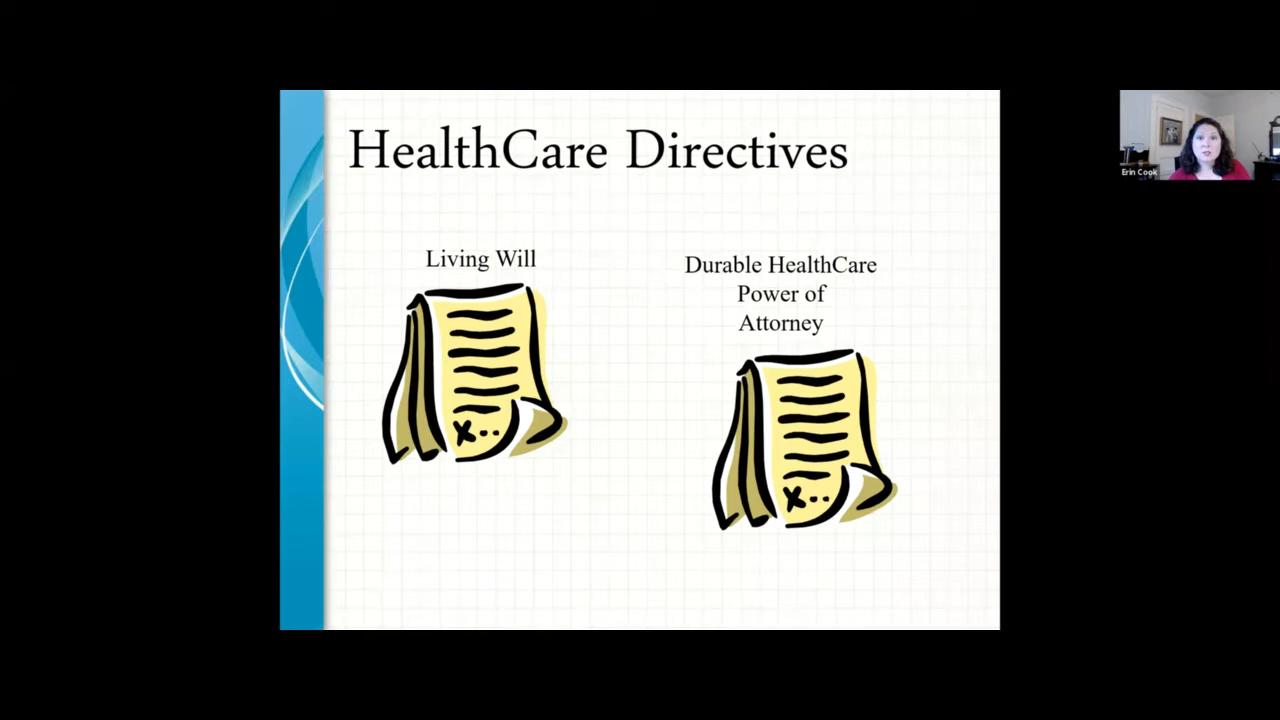 HealthCare Directives
Living Will
Durable HealthCare
Power of
Attorney
Erin Cook